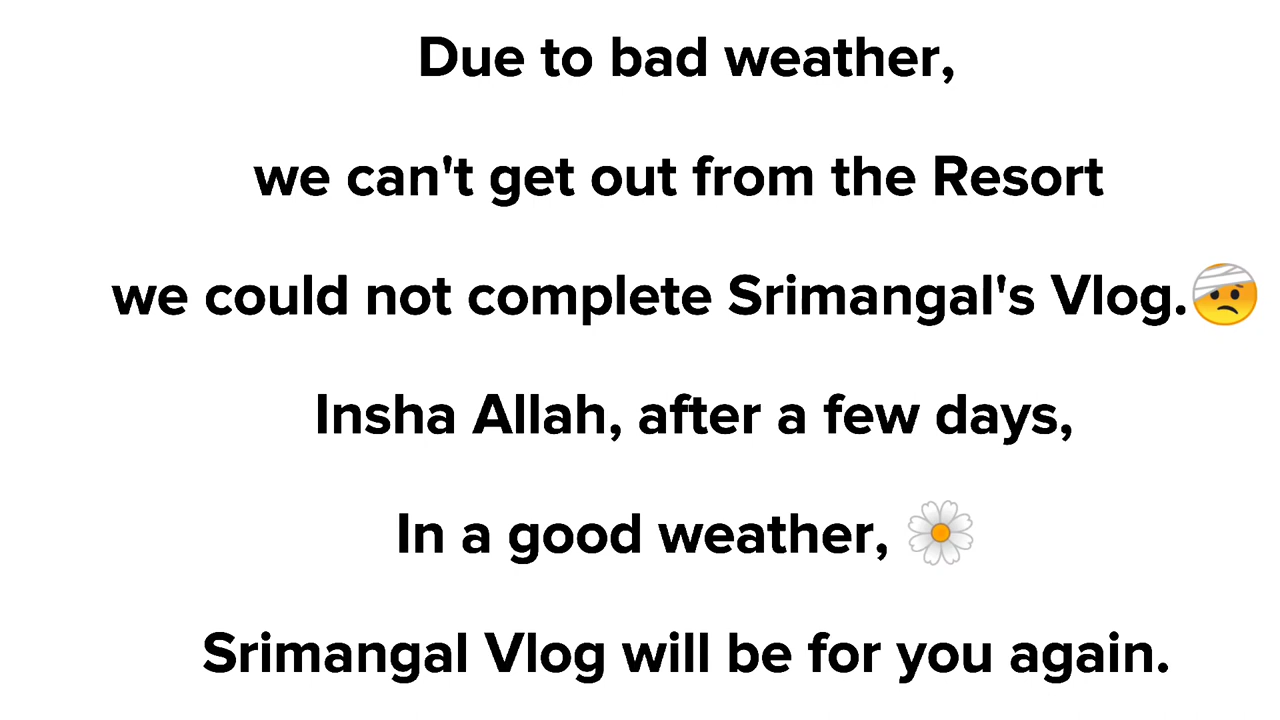 Due to bad weather,
we can't get out from the Resort
we could not complete Srimangal's Vlog.🤕
Insha Allah, after a few days,
In a good weather, 🌼
Srimangal Vlog will be for you again.